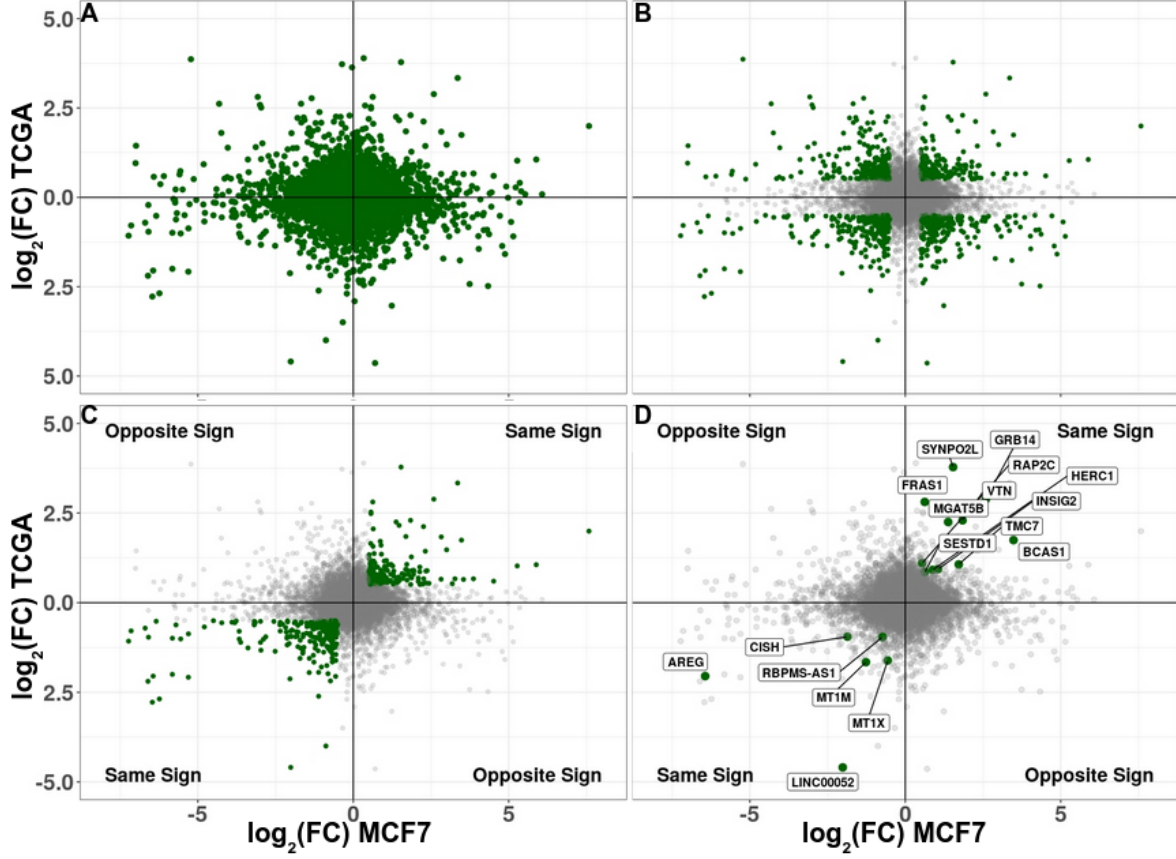 A
B
5.0
2.5
0.0
2.5
5.0
log2(FC) TCGA
C
D
Opposite Sign
Same Sign
Same Sign
Opposite Sign
Opposite Sign
Same Sign
Same Sign
Opposite Sign
5.0
2.5
0.0
2.5
-5.0
log2(FC) TCGA
SYNPO2L
GRB14
RAP2C
HERC1
FRAS1
VTN
INSIG2
MGAT5B
TMC7
SESTD1
BCAS1
CISH
AREG
RBPMS-AS1
MT1M
MT1X
LINC00052
-5
0
5
-5
0
5
log2(FC) MCF7
log2(FC) MCF7